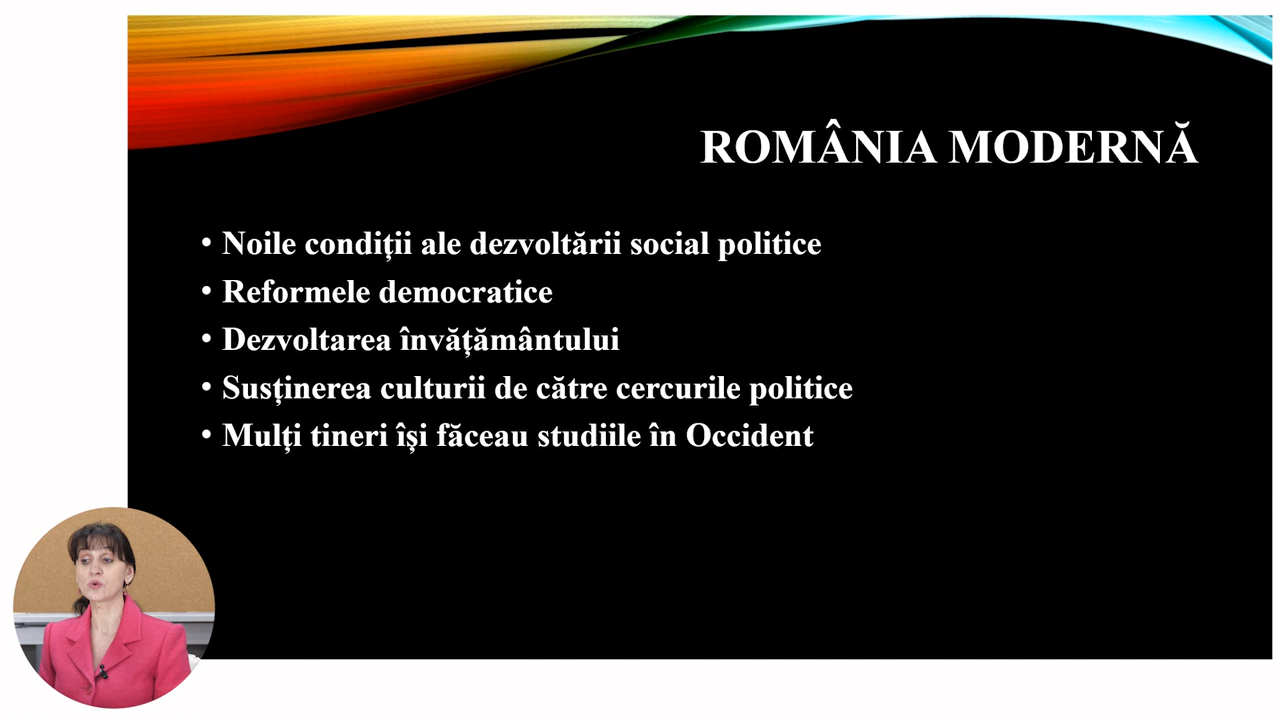 ROMÂNIA MODERNĂ
• Noile condiții ale dezvoltării social politice
• Reformele democratice
• Dezvoltarea învățământului
• Susținerea culturii de către cercurile politice
• Mulți tineri își făceau studiile în Occident